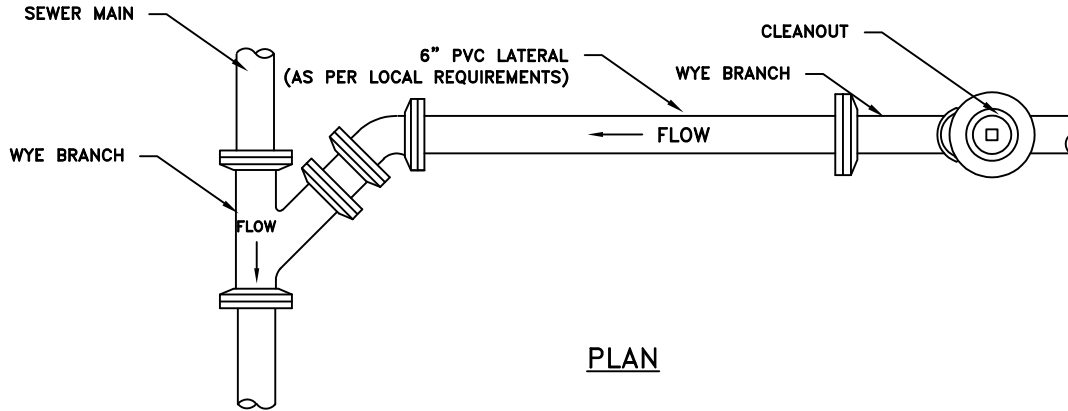 SEWER MAIN
CLEANOUT
6" PVC LATERAL
(AS PER LOCAL REQUIREMENTS)
WYE BRANCH
FLOW
WYE BRANCH
FLOW
PLAN